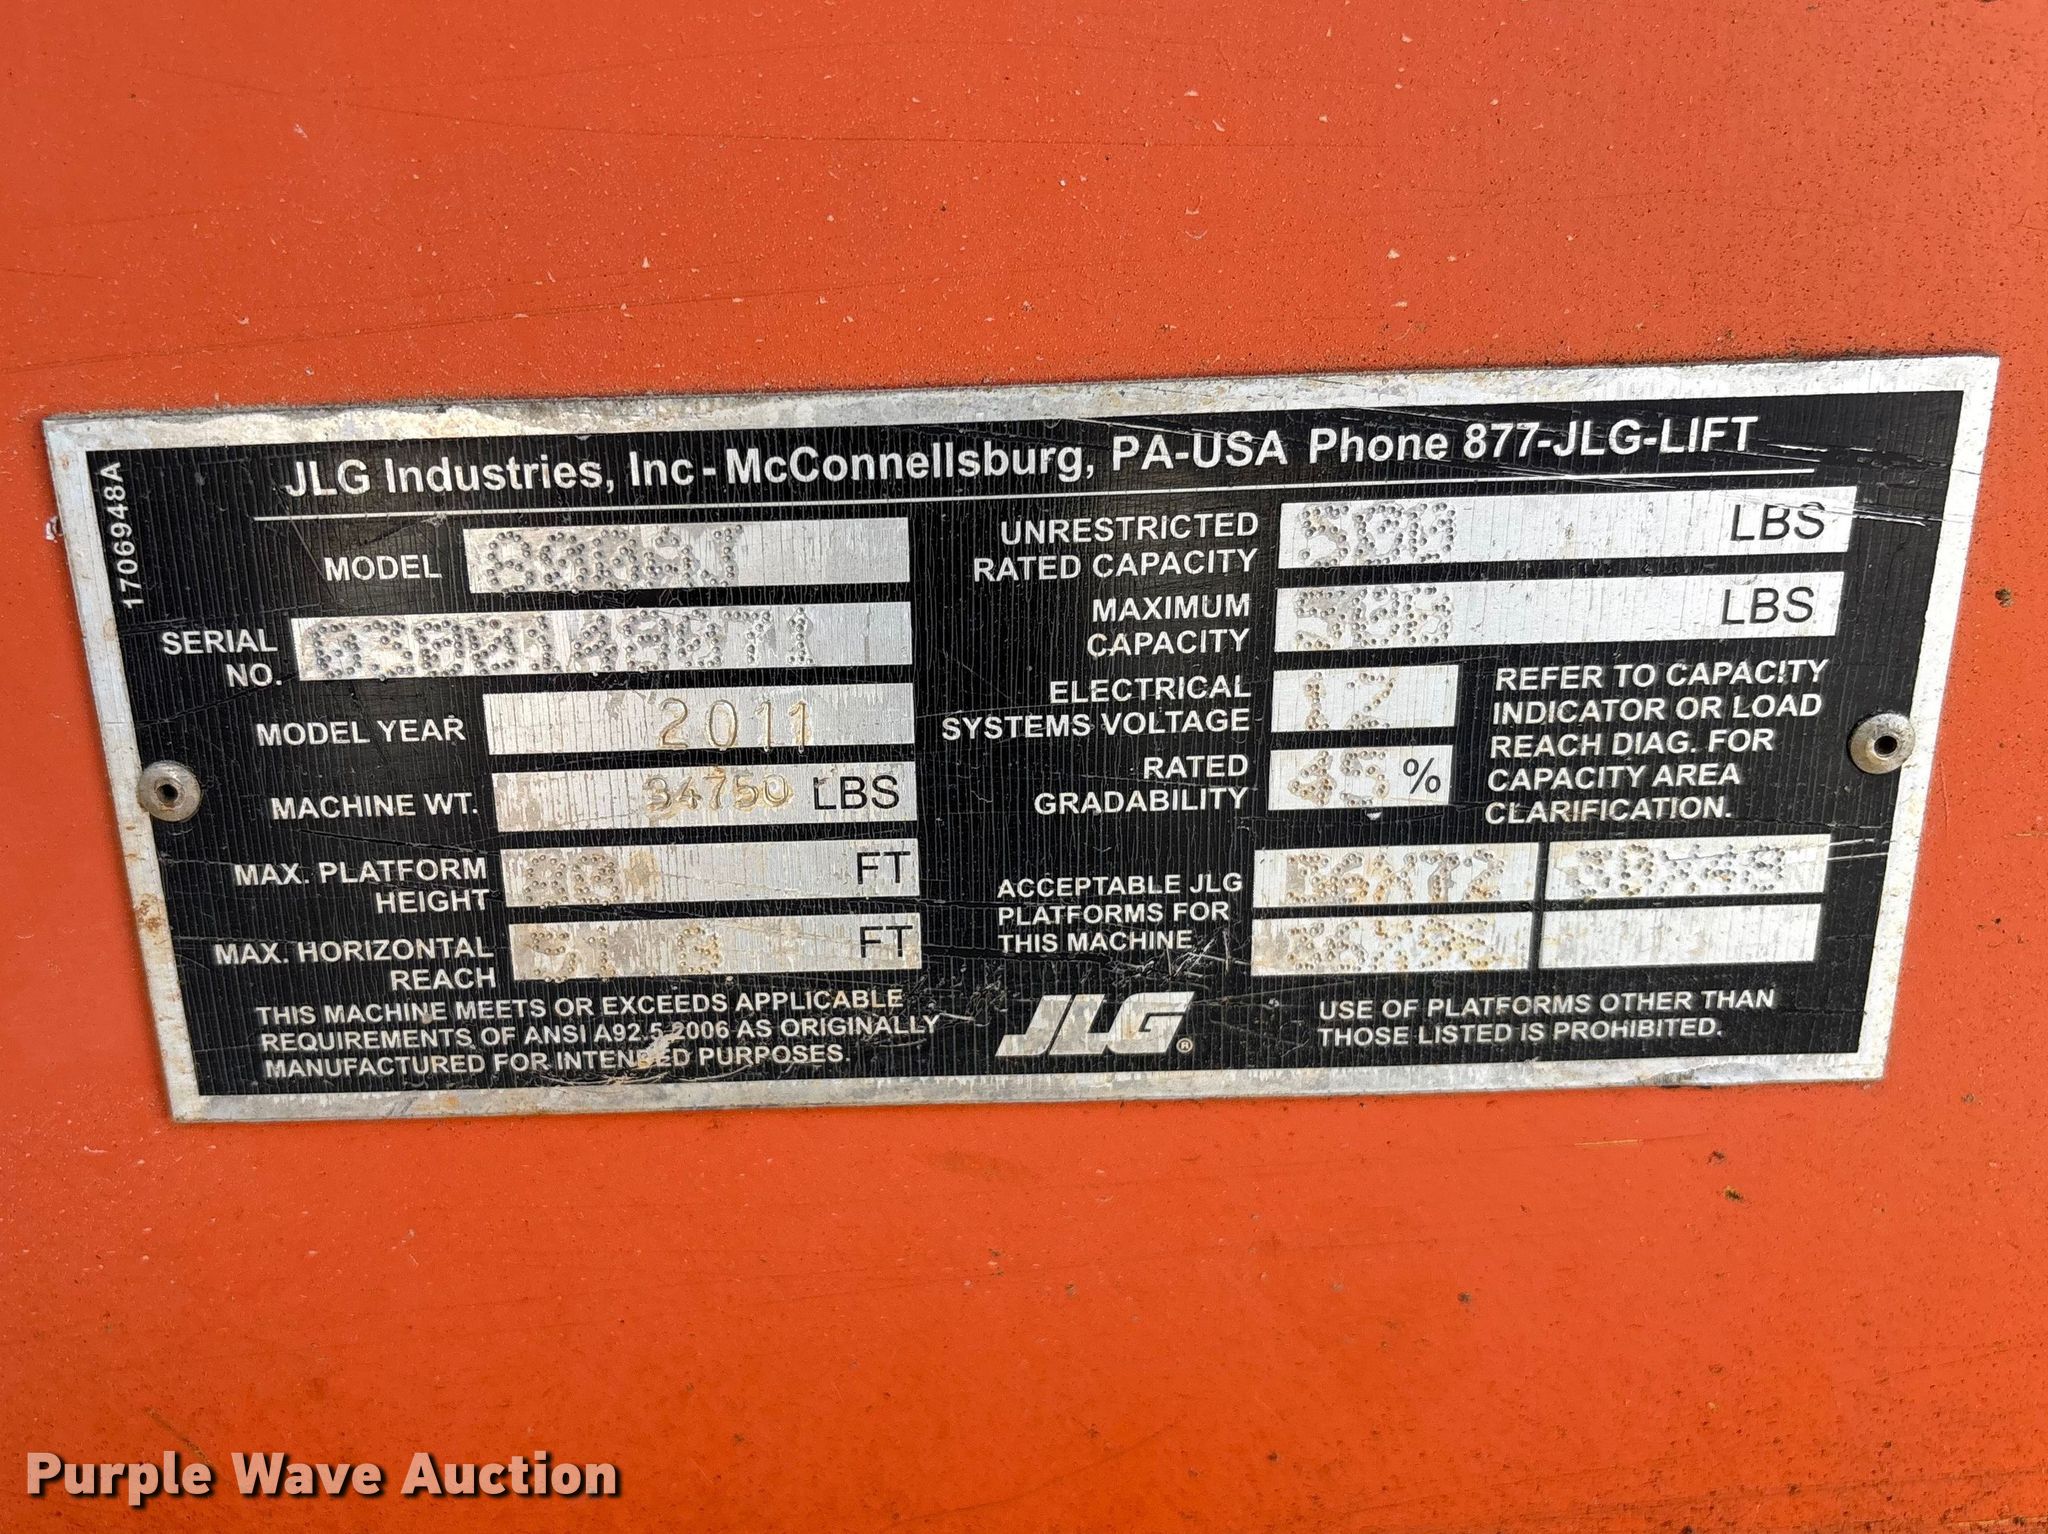 JLG Industries, Inc - McConnellsburg, PA-USA Phone 877-JLG-LIFT
1706948A
MODEL
SERIAL
NO.
MODEL YEAR 2011
MACHINE WT. 34750 LBS
MAX. PLATFORM
HEIGHT FT
MAX. HORIZONTAL
REACH FT
THIS MACHINE MEETS OR EXCEEDS APPLICABLE
REQUIREMENTS OF ANSI A92.5-2006 AS ORIGINALLY
MANUFACTURED FOR INTENDED PURPOSES.
UNRESTRICTED
RATED CAPACITY 500 LBS
MAXIMUM
CAPACITY 500 LBS
ELECTRICAL
SYSTEMS VOLTAGE 12
RATED
GRADABILITY 45 %
REFER TO CAPACITY
INDICATOR OR LOAD
REACH DIAG. FOR
CAPACITY AREA
CLARIFICATION.
ACCEPTABLE JLG
PLATFORMS FOR
THIS MACHINE
36X72
JLG ®
USE OF PLATFORMS OTHER THAN
THOSE LISTED IS PROHIBITED.
Purple Wave Auction